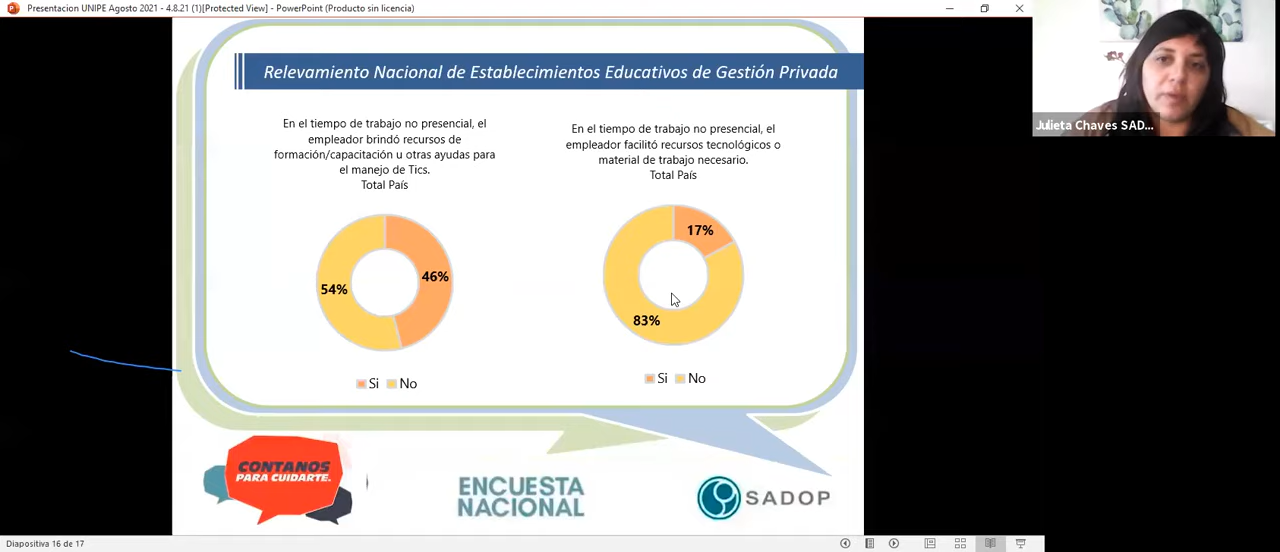 Presentacion UNIPE Agosto 2021 - 4.8.21 (1)[Protected View] - PowerPoint (Producto sin licencia)
Julieta Chaves SAD...
Relevamiento Nacional de Establecimientos Educativos de Gestión Privada
En el tiempo de trabajo no presencial, el
empleador brindó recursos de
formación/capacitación u otras ayudas para
el manejo de Tics.
Total País
46%
54%
Si No
En el tiempo de trabajo no presencial, el
empleador facilitó recursos tecnológicos o
material de trabajo necesario.
Total País
17%
83%
Si No
CONTANOS
PARA CUIDARTE.
ENCUESTA
NACIONAL
SADOP
Diapositiva 16 de 17